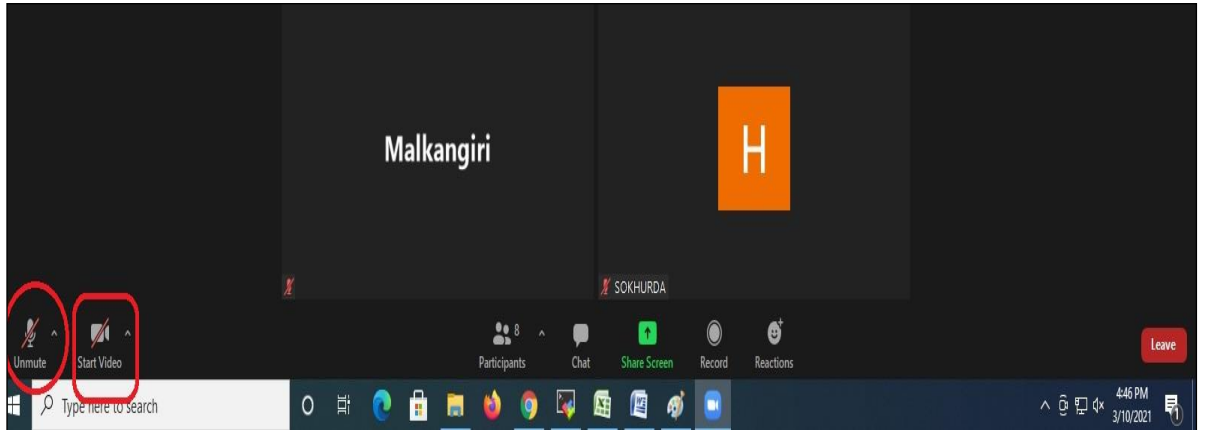 Malkangiri
H
SOKHURDA
8
Unmute
Start Video
Participants
Chat
Share Screen
Record
Reactions
Leave
Type here to search
4:46 PM
3/10/2021
1